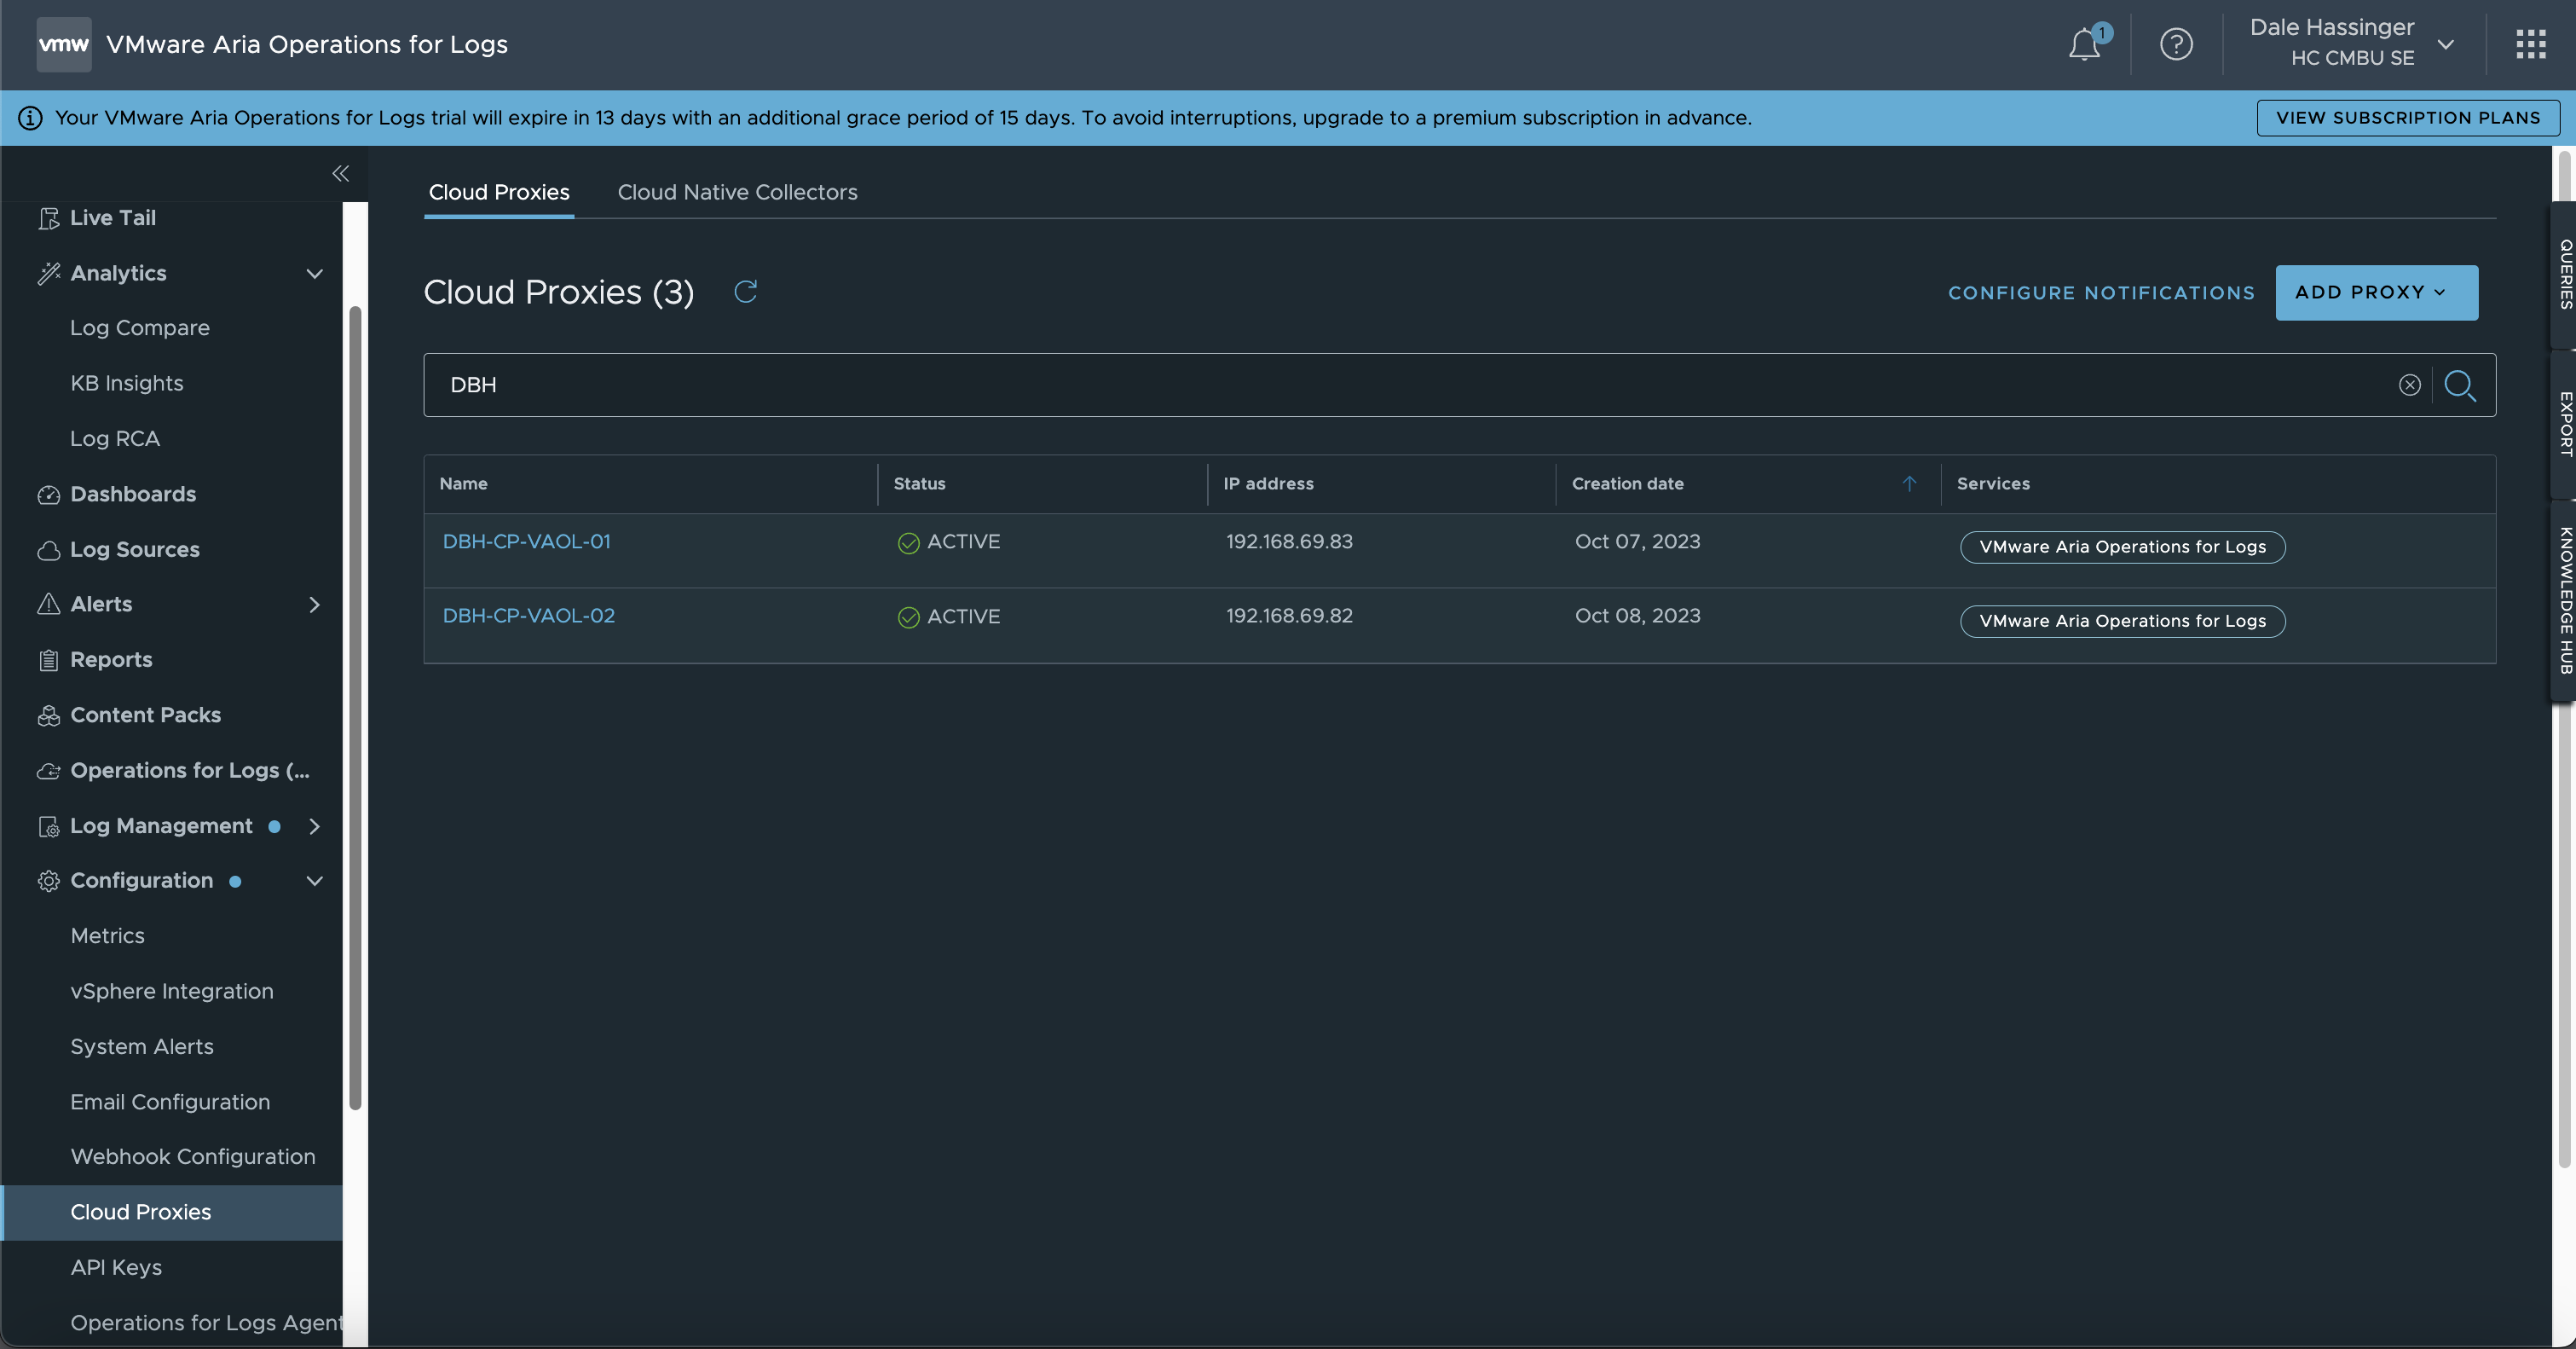 vmw VMware Aria Operations for Logs
1
Dale Hassinger
HC CMBU SE
Your VMware Aria Operations for Logs trial will expire in 13 days with an additional grace period of 15 days. To avoid interruptions, upgrade to a premium subscription in advance.
VIEW SUBSCRIPTION PLANS
Live Tail
Analytics
Log Compare
KB Insights
Log RCA
Dashboards
Log Sources
Alerts
Reports
Content Packs
Operations for Logs (...
Log Management
Configuration
Metrics
vSphere Integration
System Alerts
Email Configuration
Webhook Configuration
Cloud Proxies
API Keys
Operations for Logs Agent
Cloud Proxies Cloud Native Collectors
Cloud Proxies (3)
CONFIGURE NOTIFICATIONS ADD PROXY
DBH
Name Status IP address Creation date Services
DBH-CP-VAOL-01 ACTIVE 192.168.69.83 Oct 07, 2023 VMware Aria Operations for Logs
DBH-CP-VAOL-02 ACTIVE 192.168.69.82 Oct 08, 2023 VMware Aria Operations for Logs
QUERIES
EXPORT
KNOWLEDGE HUB